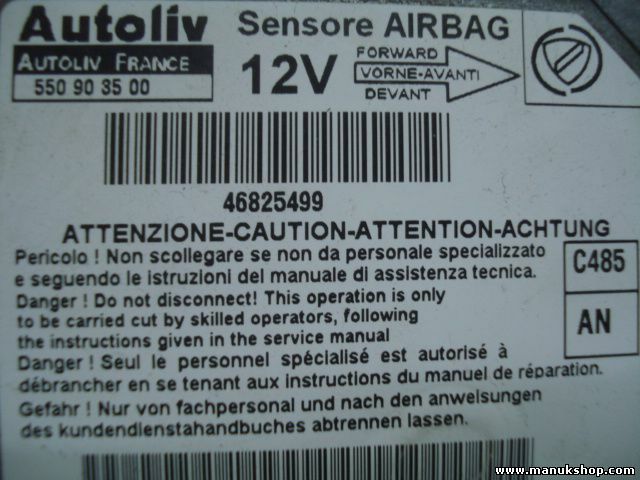 Autoliv
Sensore AIRBAG
AUTOLIV FRANCE
550 90 35 00
12V
FORWARD
VORNE-AVANTI
DEVANT
46825499
ATTENZIONE-CAUTION-ATTENTION-ACHTUNG
Pericolo ! Non scollegare se non da personale specializzato
e seguendo le istruzioni del manuale di assistenza tecnica.
Danger ! Do not disconnect! This operation is only
to be carried cut by skilled operators, following
the instructions given in the service manual
Danger ! Seul le personnel spécialisé est autorisé à
débrancher en se tenant aux instructions du manuel de réparation.
Gefahr ! Nur von fachpersonal und nach den anweisungen
des kundendlenstahandbuches abtrennen lassen.
C485
AN
www.manukshop.com